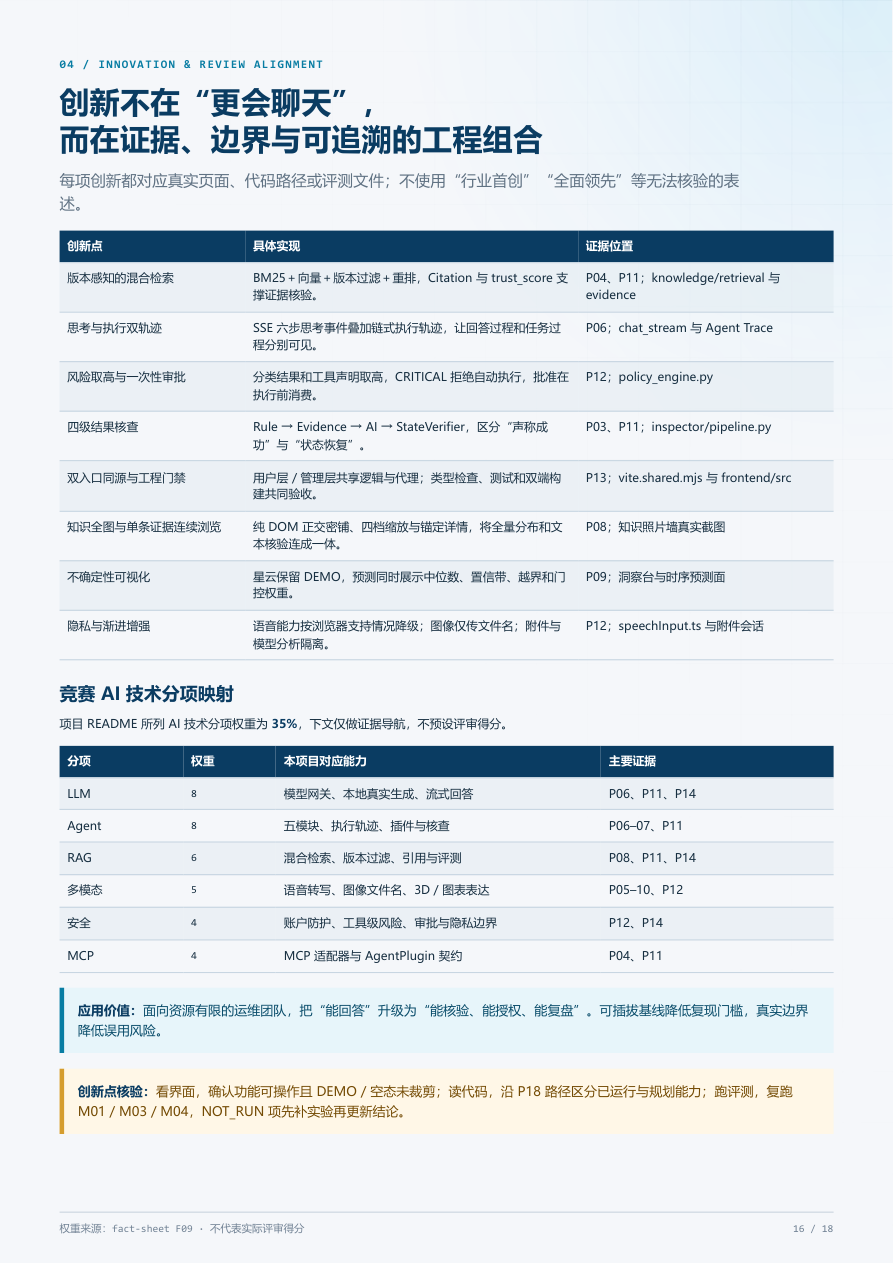 04 / INNOVATION & REVIEW ALIGNMENT
创新不在“更会聊天”，
而在证据、边界与可追溯的工程组合
每项创新都对应真实页面、代码路径或评测文件；不使用“行业首创”“全面领先”等无法核验的表
述。
创新点 具体实现 证据位置
版本感知的混合检索 BM25 + 向量 + 版本过滤 + 重排，Citation 与 trust_score 支 P04、P11；knowledge/retrieval 与
撑证据核验。 evidence
思考与执行双轨迹 SSE 六步思考事件叠加链式执行轨迹，让回答过程和任务过 P06；chat_stream 与 Agent Trace
程分别可见。
风险取高与一次性审批 分类结果和工具声明取高，CRITICAL 拒绝自动执行，批准在 P12；policy_engine.py
执行前消费。
四级结果核查 Rule → Evidence → AI → StateVerifier，区分“声称成 P03、P11；inspector/pipeline.py
功”与“状态恢复”。
双入口同源与工程门禁 用户层 / 管理层共享逻辑与代理；类型检查、测试和双端构 P13；vite.shared.mjs 与 frontend/src
建共同验收。
知识全图与单条证据连续浏览 纯 DOM 正交密铺、四档缩放与锚定详情，将全量分布和文 P08；知识照片墙真实截图
本核验连成一体。
不确定性可视化 星云保留 DEMO，预测同时展示中位数、置信带、越界和门 P09；洞察台与时序预测面
控权重。
隐私与渐进增强 语音能力按浏览器支持情况降级；图像仅传文件名；附件与 P12；speechInput.ts 与附件会话
模型分析隔离。
竞赛 AI 技术分项映射
项目 README 所列 AI 技术分项权重为 35%，下文仅做证据导航，不预设评审得分。
分项 权重 本项目对应能力 主要证据
LLM 8 模型网关、本地真实生成、流式回答 P06、P11、P14
Agent 8 五模块、执行轨迹、插件与核查 P06–07、P11
RAG 6 混合检索、版本过滤、引用与评测 P08、P11、P14
多模态 5 语音转写、图像文件名、3D / 图表表达 P05–10、P12
安全 4 账户防护、工具级风险、审批与隐私边界 P12、P14
MCP 4 MCP 适配器与 AgentPlugin 契约 P04、P11
应用价值：面向资源有限的运维团队，把“能回答”升级为“能核验、能授权、能复盘”。可插拔基线降低复现门槛，真实边界
降低误用风险。
创新点核验：看界面，确认功能可操作且 DEMO / 空态未裁剪；读代码，沿 P18 路径区分已运行与规划能力；跑评测，复跑
M01 / M03 / M04，NOT_RUN 项先补实验再更新结论。
权重来源：fact-sheet F09 · 不代表实际评审得分 16 / 18